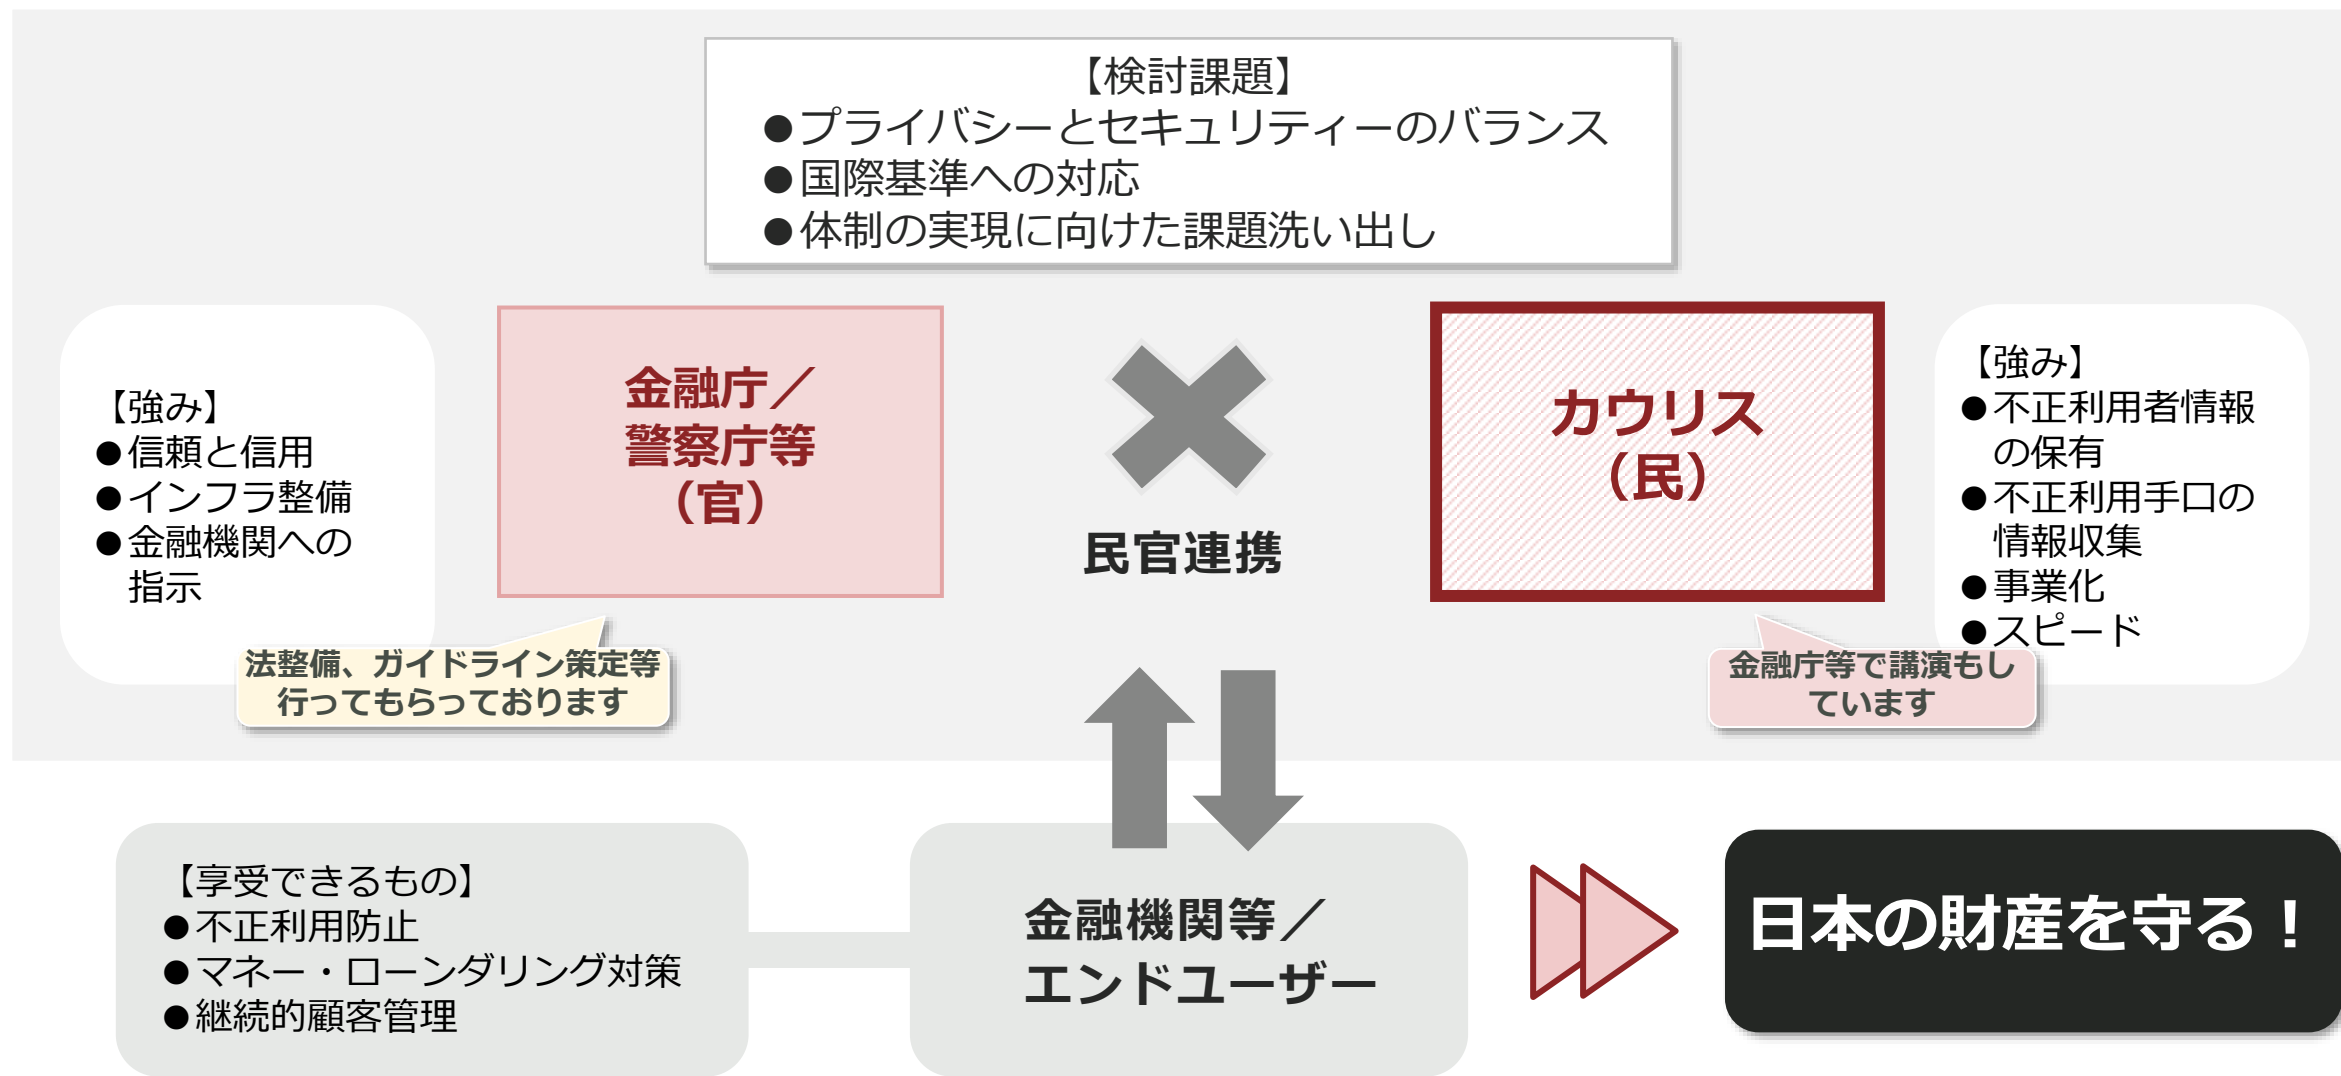 【検討課題】
●プライバシーとセキュリティーのバランス
●国際基準への対応
●体制の実現に向けた課題洗い出し
【強み】
●信頼と信用
●インフラ整備
●金融機関への
指示
金融庁／
警察庁等
（官）
民官連携
カウリス
（民）
【強み】
●不正利用者情報
の保有
●不正利用手口の
情報収集
●事業化
●スピード
法整備、ガイドライン策定等
行ってもらっております
金融庁等で講演もし
ています
【享受できるもの】
●不正利用防止
●マネー・ローンダリング対策
●継続的顧客管理
金融機関等／
エンドユーザー
日本の財産を守る！